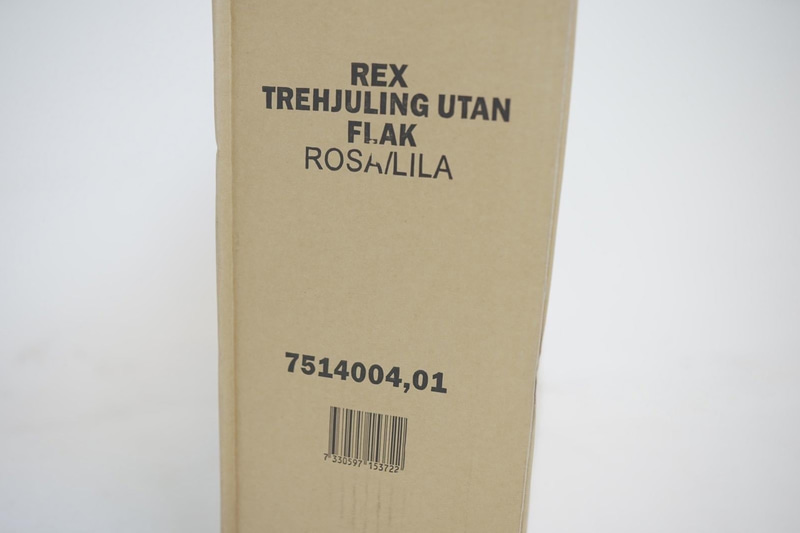 REX
TREHJULING UTAN
FLAK
ROSA/LILA
7514004,01
7 330597 153722